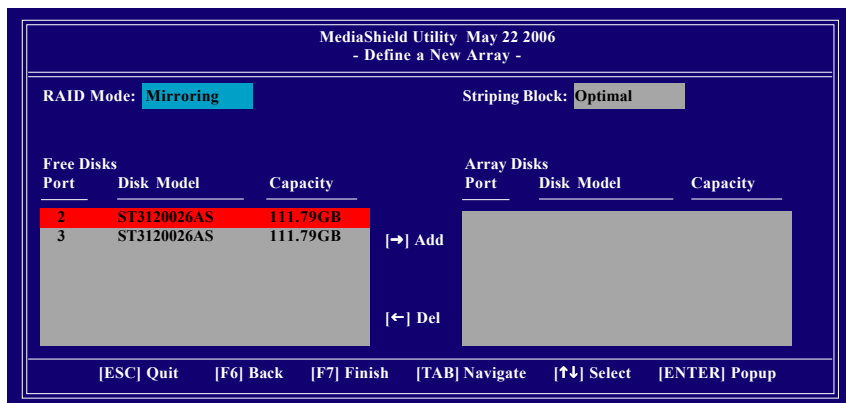 MediaShield Utility May 22 2006
- Define a New Array -
RAID Mode: Mirroring Striping Block: Optimal
Free Disks Array Disks
Port Disk Model Capacity Port Disk Model Capacity
2 ST3120026AS 111.79GB
3 ST3120026AS 111.79GB
[→] Add
[←] Del
[ESC] Quit [F6] Back [F7] Finish [TAB] Navigate [↑↓] Select [ENTER] Popup